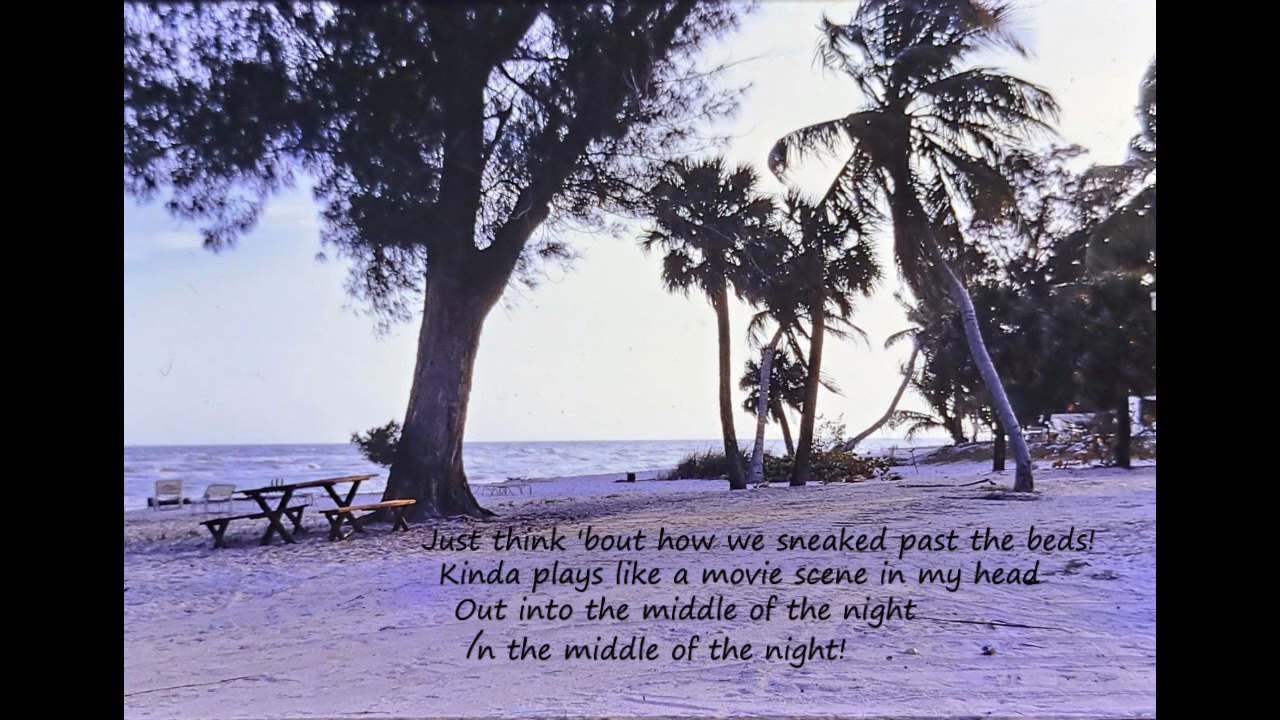 Just think 'bout how we sneaked past the beds!
Kinda plays like a movie scene in my head
Out into the middle of the night
In the middle of the night!